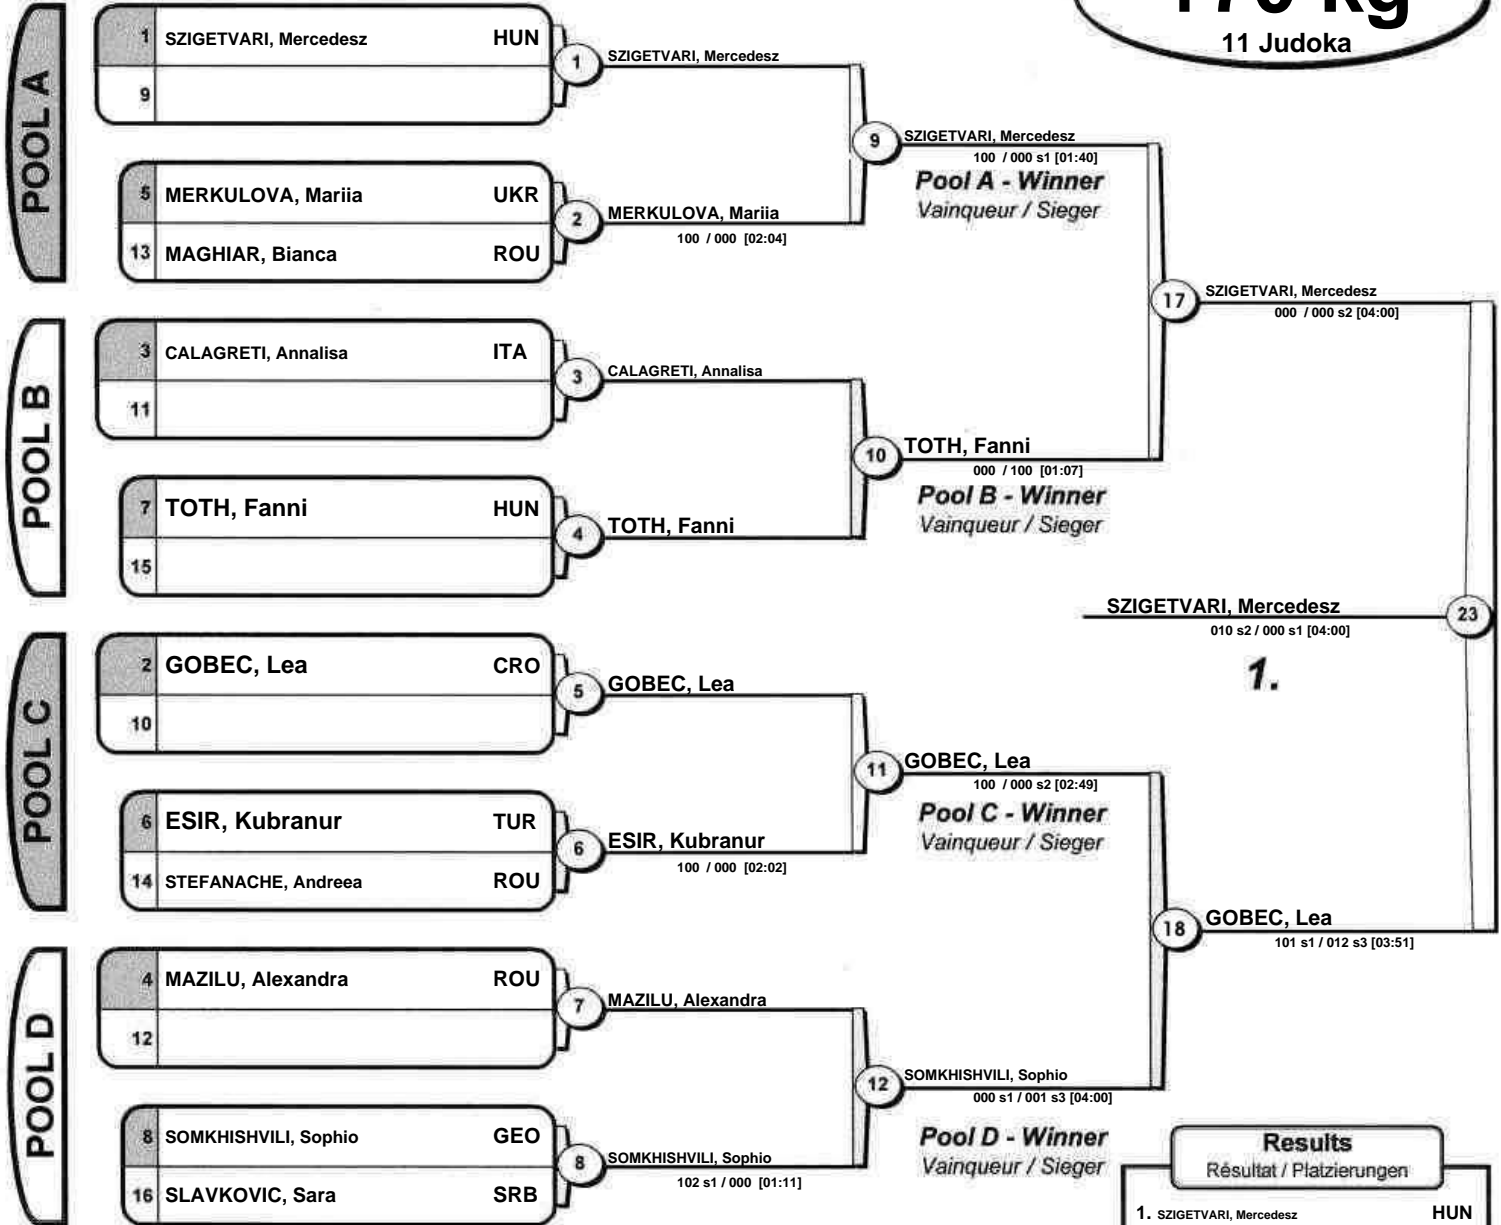 170 kg
11 Judoka
POOL A
1 SZIGETVARI, Mercedesz HUN
9
5 MERKULOVA, Mariia UKR
13 MAGHIAR, Bianca ROU
1 SZIGETVARI, Mercedesz
2 MERKULOVA, Mariia
100 / 000 [02:04]
9 SZIGETVARI, Mercedesz
100 / 000 s1 [01:40]
Pool A - Winner
Vainqueur / Sieger
POOL B
3 CALAGRETI, Annalisa ITA
11
7 TOTH, Fanni HUN
15
3 CALAGRETI, Annalisa
4 TOTH, Fanni
10 TOTH, Fanni
000 / 100 [01:07]
Pool B - Winner
Vainqueur / Sieger
17 SZIGETVARI, Mercedesz
000 / 000 s2 [04:00]
SZIGETVARI, Mercedesz 23
010 s2 / 000 s1 [04:00]
1.
POOL C
2 GOBEC, Lea CRO
10
6 ESIR, Kubranur TUR
14 STEFANACHE, Andreea ROU
5 GOBEC, Lea
6 ESIR, Kubranur
100 / 000 [02:02]
11 GOBEC, Lea
100 / 000 s2 [02:49]
Pool C - Winner
Vainqueur / Sieger
POOL D
4 MAZILU, Alexandra ROU
12
8 SOMKHISHVILI, Sophio GEO
16 SLAVKOVIC, Sara SRB
7 MAZILU, Alexandra
8 SOMKHISHVILI, Sophio
102 s1 / 000 [01:11]
12 SOMKHISHVILI, Sophio
000 s1 / 001 s3 [04:00]
Pool D - Winner
Vainqueur / Sieger
18 GOBEC, Lea
101 s1 / 012 s3 [03:51]
Results
Résultat / Platzierungen
1. SZIGETVARI, Mercedesz HUN